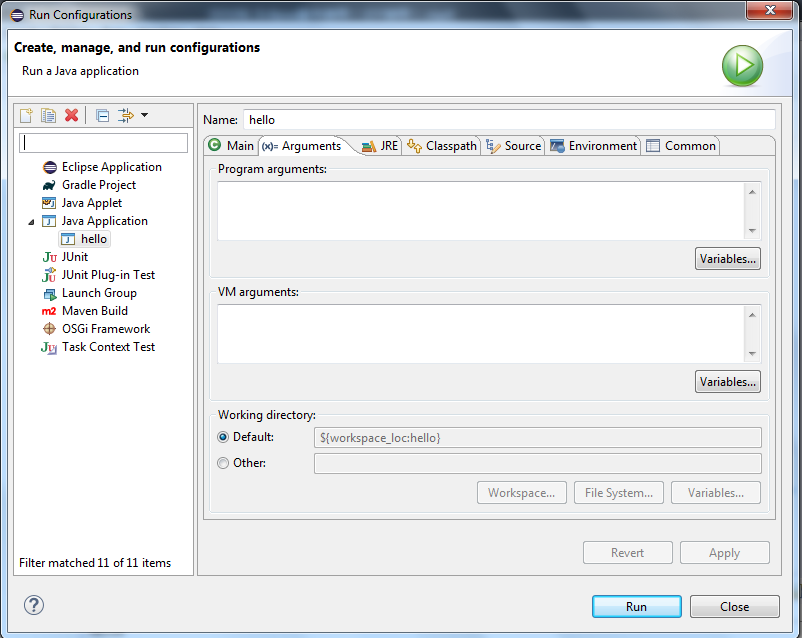 Run Configurations
Create, manage, and run configurations
Run a Java application
Name: hello
Main (x)= Arguments JRE Classpath Source Environment Common
Eclipse Application
Gradle Project
Java Applet
Java Application
hello
JUnit
JUnit Plug-in Test
Launch Group
m2 Maven Build
OSGi Framework
Task Context Test
Filter matched 11 of 11 items
Program arguments:
Variables...
VM arguments:
Variables...
Working directory:
Default: ${workspace_loc:hello}
Other:
Workspace... File System... Variables...
Revert Apply
Run Close